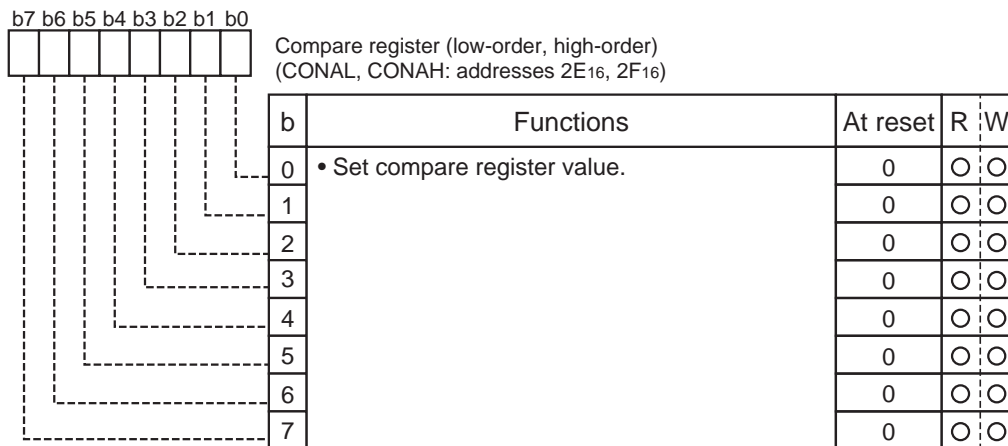 b7 b6 b5 b4 b3 b2 b1 b0
Compare register (low-order, high-order)
(CONAL, CONAH: addresses 2E16, 2F16)
b Functions At reset R W
0 • Set compare register value. 0 ○ ○
1 0 ○ ○
2 0 ○ ○
3 0 ○ ○
4 0 ○ ○
5 0 ○ ○
6 0 ○ ○
7 0 ○ ○